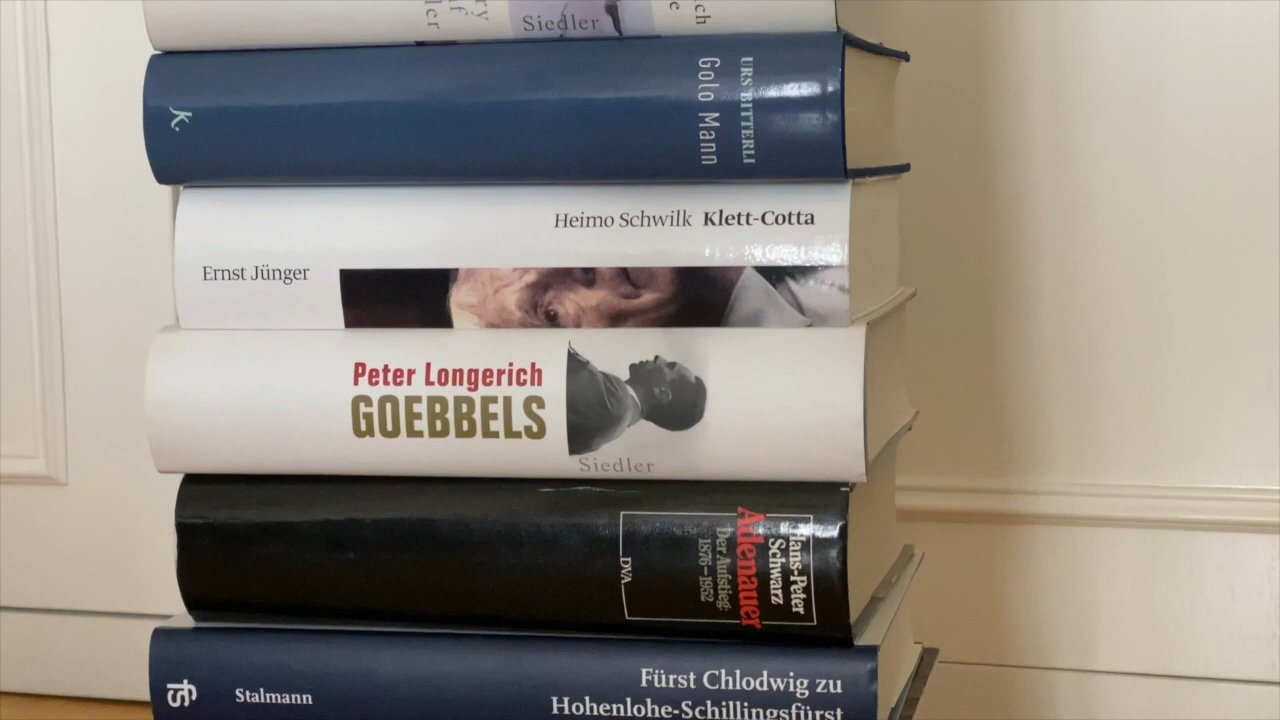 Siedler
URS BITTERLI
Golo Mann
k.
Heimo Schwilk Klett-Cotta
Ernst Jünger
Peter Longerich
GOEBBELS
Siedler
Hans-Peter
Schwarz
Adenauer
Der Aufstieg:
1876–1952
DVA
fs
Stalmann
Fürst Chlodwig zu
Hohenlohe-Schillingsfürst